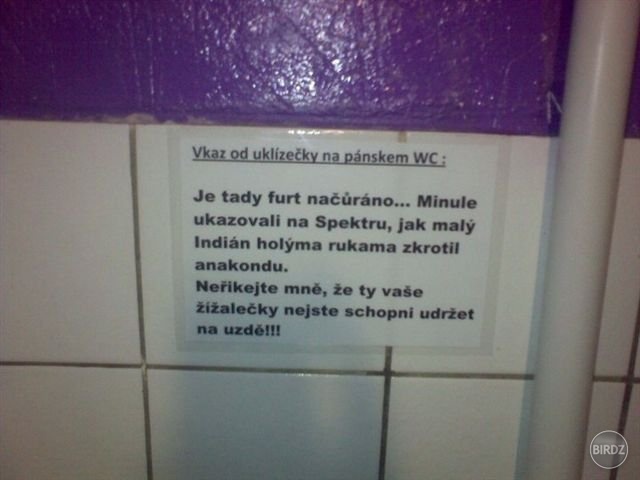 Vkaz od uklízečky na pánskem WC :
Je tady furt načůráno... Minule
ukazovali na Spektru, jak malý
Indián holýma rukama zkrotil
anakondu.
Neřikejte mně, že ty vaše
žížalečky nejste schopni udržet
na uzdě!!!
BIRDZ